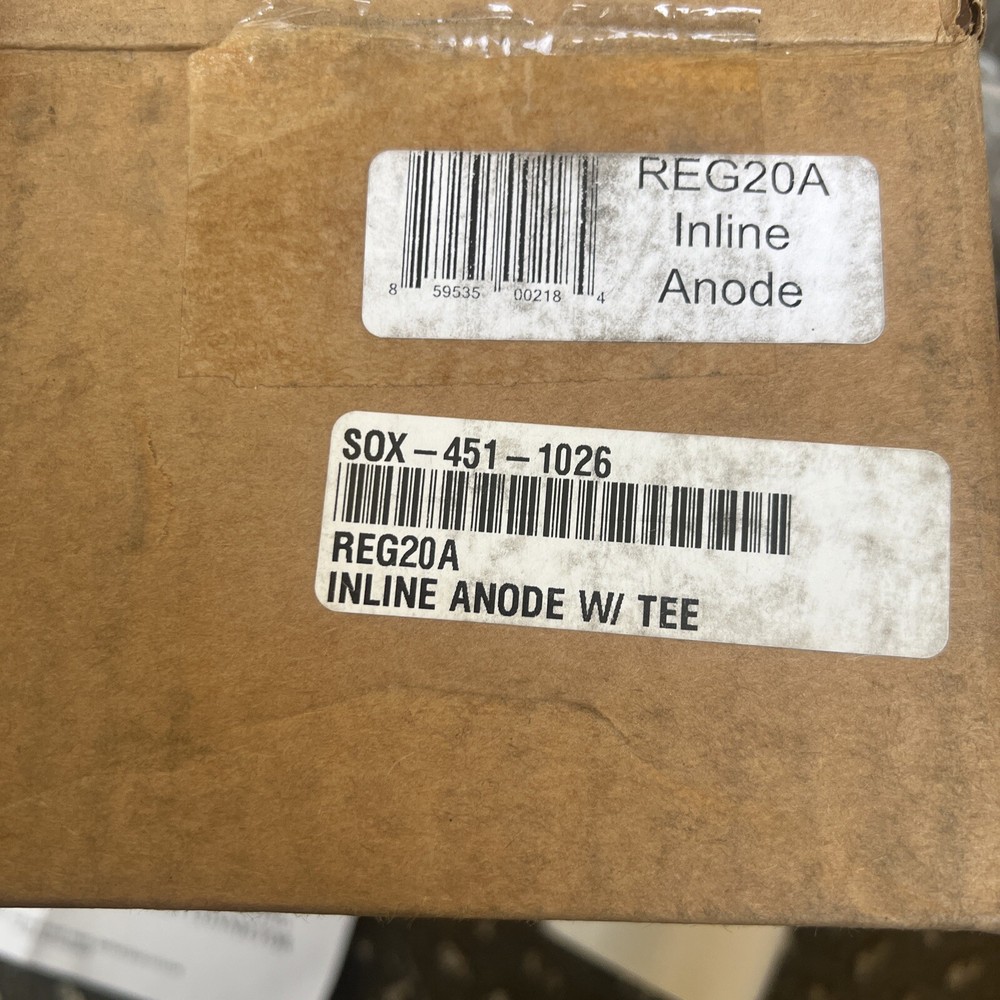 REG20A
Inline
Anode
8 59535 00218 4
SOX-451-1026
REG20A
INLINE ANODE W/ TEE